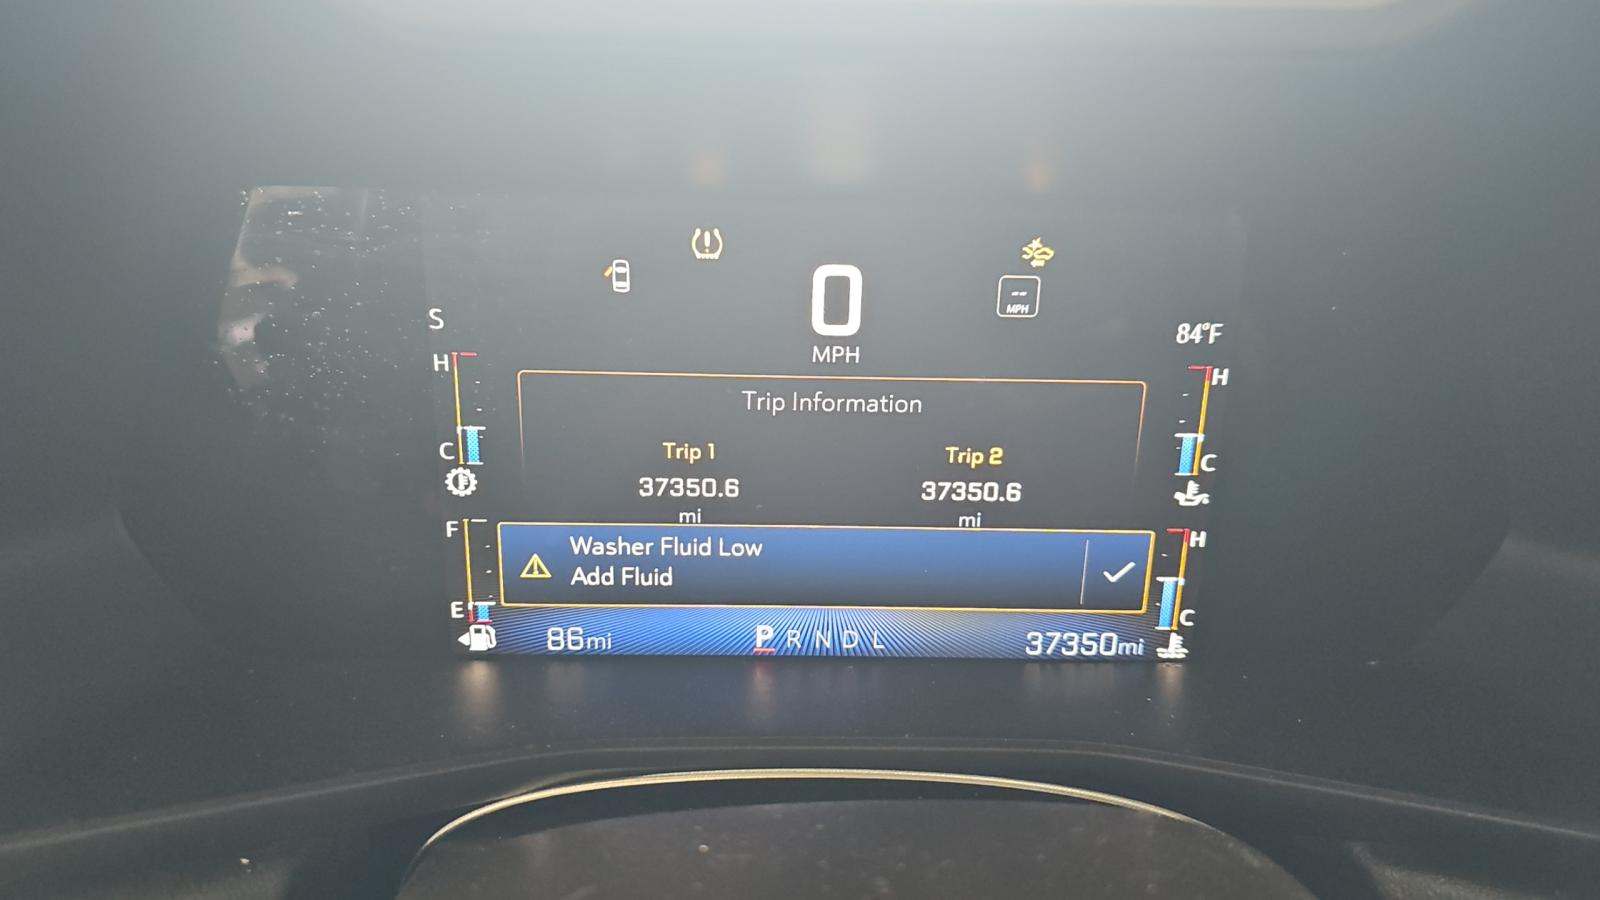 0
MPH
--
MPH
S
84°F
H
H
Trip Information
Trip 1
Trip 2
37350.6
37350.6
mi
mi
C
C
F
H
Washer Fluid Low
Add Fluid
E
C
86mi
PRNDL
37350mi